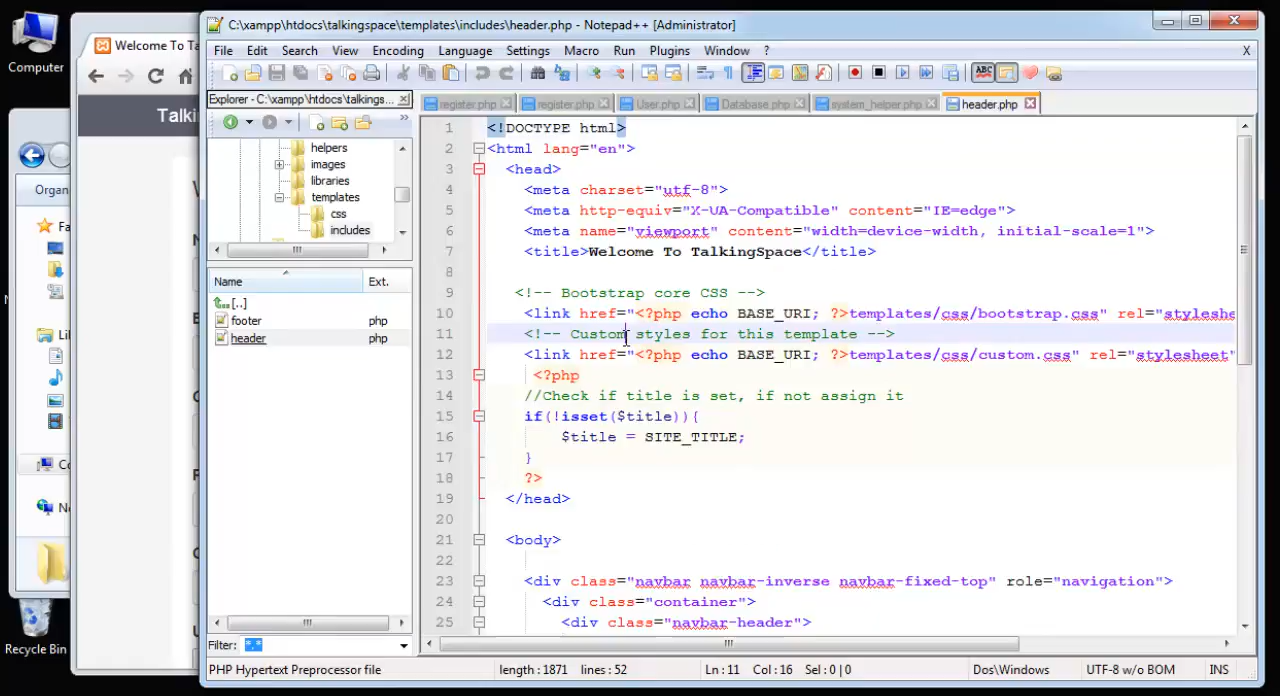 Computer
Recycle Bin
Organ
Fa
Lil
Co
Ne
Welcome To Ta
Talki
C:\xampp\htdocs\talkingspace\templates\includes\header.php - Notepad++ [Administrator]
File Edit Search View Encoding Language Settings Macro Run Plugins Window ? X
ABC
Explorer - C:\xampp\htdocs\talkings...
register.php register.php User.php Database.php system_helper.php header.php
helpers
images
libraries
templates
css
includes
Name Ext.
[..]
footer php
header php
Filter: *.*
1 <!DOCTYPE html>
2 <html lang="en">
3 <head>
4 <meta charset="utf-8">
5 <meta http-equiv="X-UA-Compatible" content="IE=edge">
6 <meta name="viewport" content="width=device-width, initial-scale=1">
7 <title>Welcome To TalkingSpace</title>
8
9 <!-- Bootstrap core CSS -->
10 <link href="<?php echo BASE_URI; ?>templates/css/bootstrap.css" rel="styleshe
11 <!-- Custom styles for this template -->
12 <link href="<?php echo BASE_URI; ?>templates/css/custom.css" rel="stylesheet"
13 <?php
14 //Check if title is set, if not assign it
15 if(!isset($title)){
16 $title = SITE_TITLE;
17 }
18 ?>
19 </head>
20
21 <body>
22
23 <div class="navbar navbar-inverse navbar-fixed-top" role="navigation">
24 <div class="container">
25 <div class="navbar-header">
PHP Hypertext Preprocessor file length : 1871 lines : 52 Ln : 11 Col : 16 Sel : 0 | 0 Dos\Windows UTF-8 w/o BOM INS